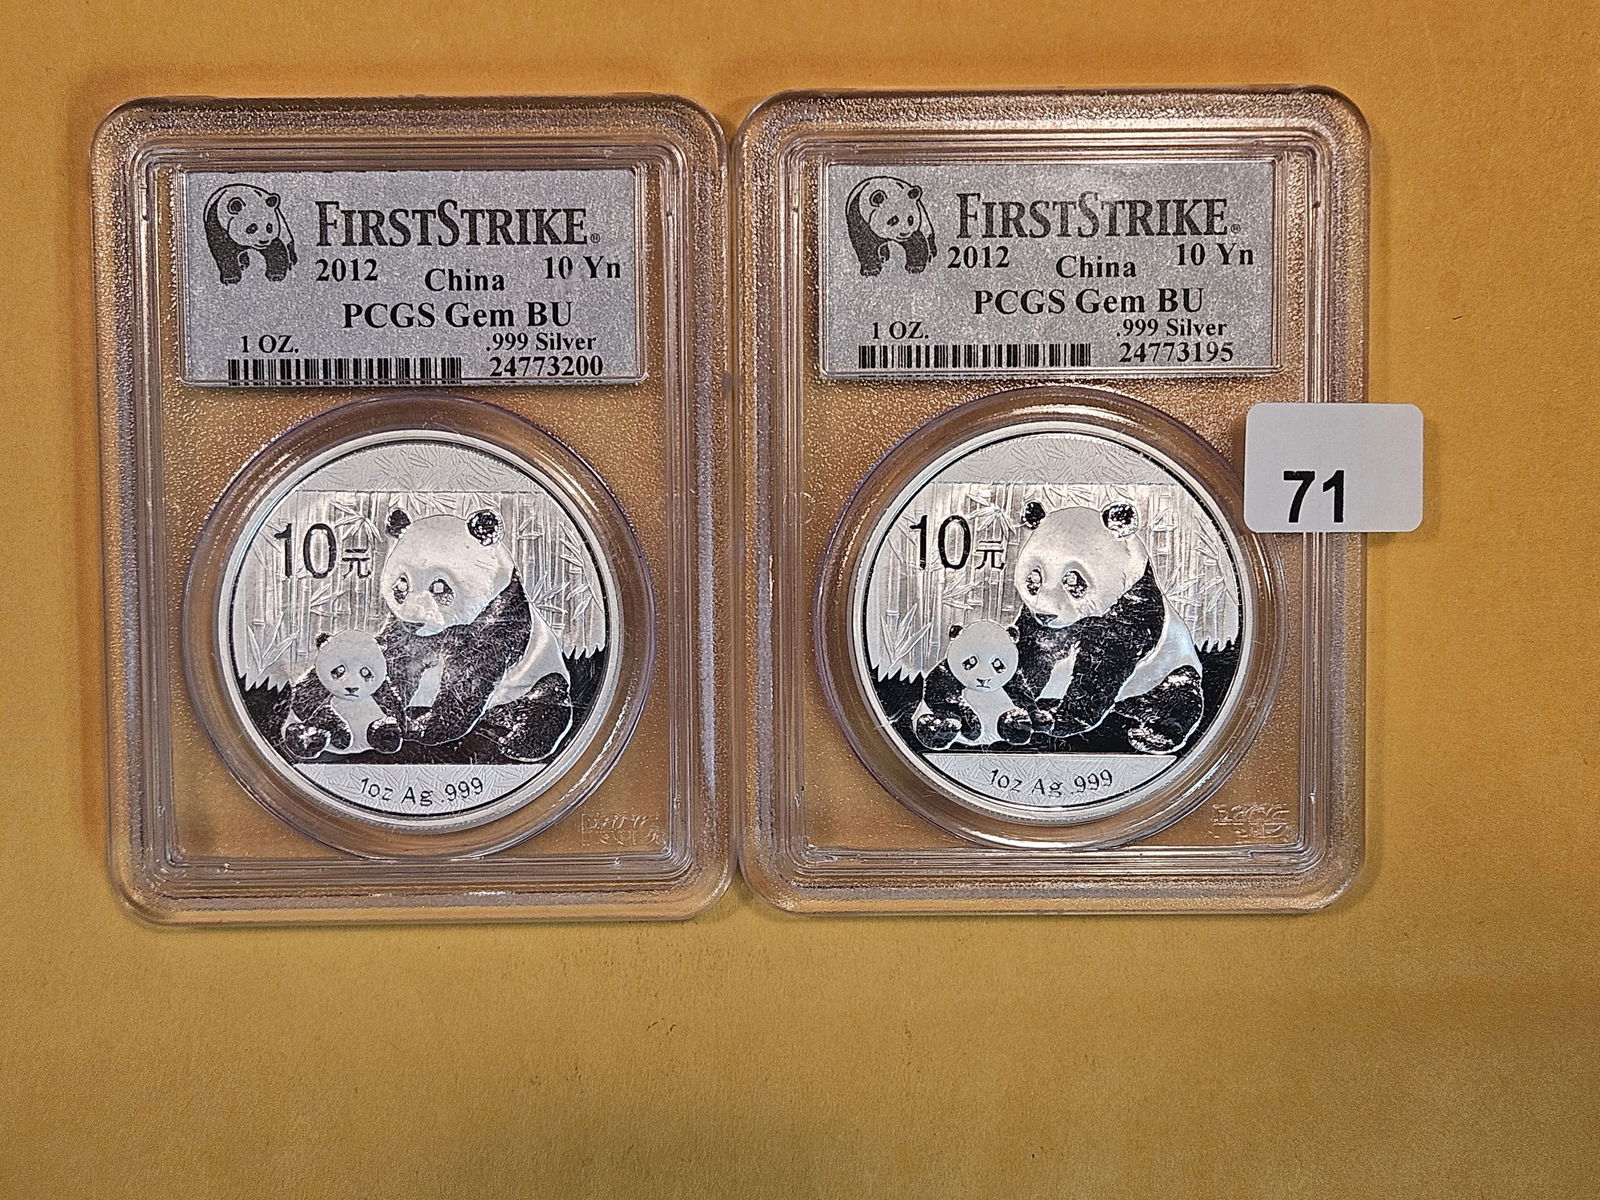 FIRSTSTRIKE®
2012 China 10 Yn
PCGS Gem BU
1 OZ. .999 Silver
24773200
10元
1oz Ag .999
FIRSTSTRIKE®
2012 China 10 Yn
PCGS Gem BU
1 OZ. .999 Silver
24773195
10元
1oz Ag .999
71